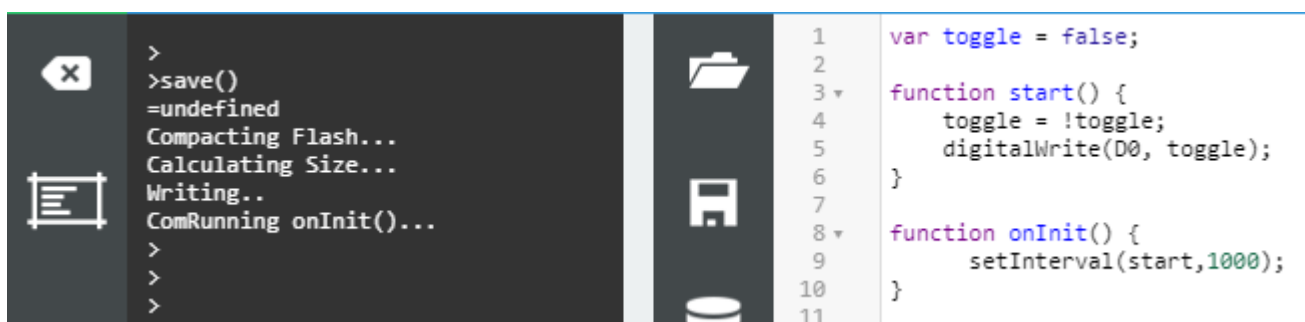 >
>save()
=undefined
Compacting Flash...
Calculating Size...
Writing..
ComRunning onInit()...
>
>
>
1 var toggle = false;
2
3 function start() {
4 toggle = !toggle;
5 digitalWrite(D0, toggle);
6 }
7
8 function onInit() {
9 setInterval(start,1000);
10 }
11